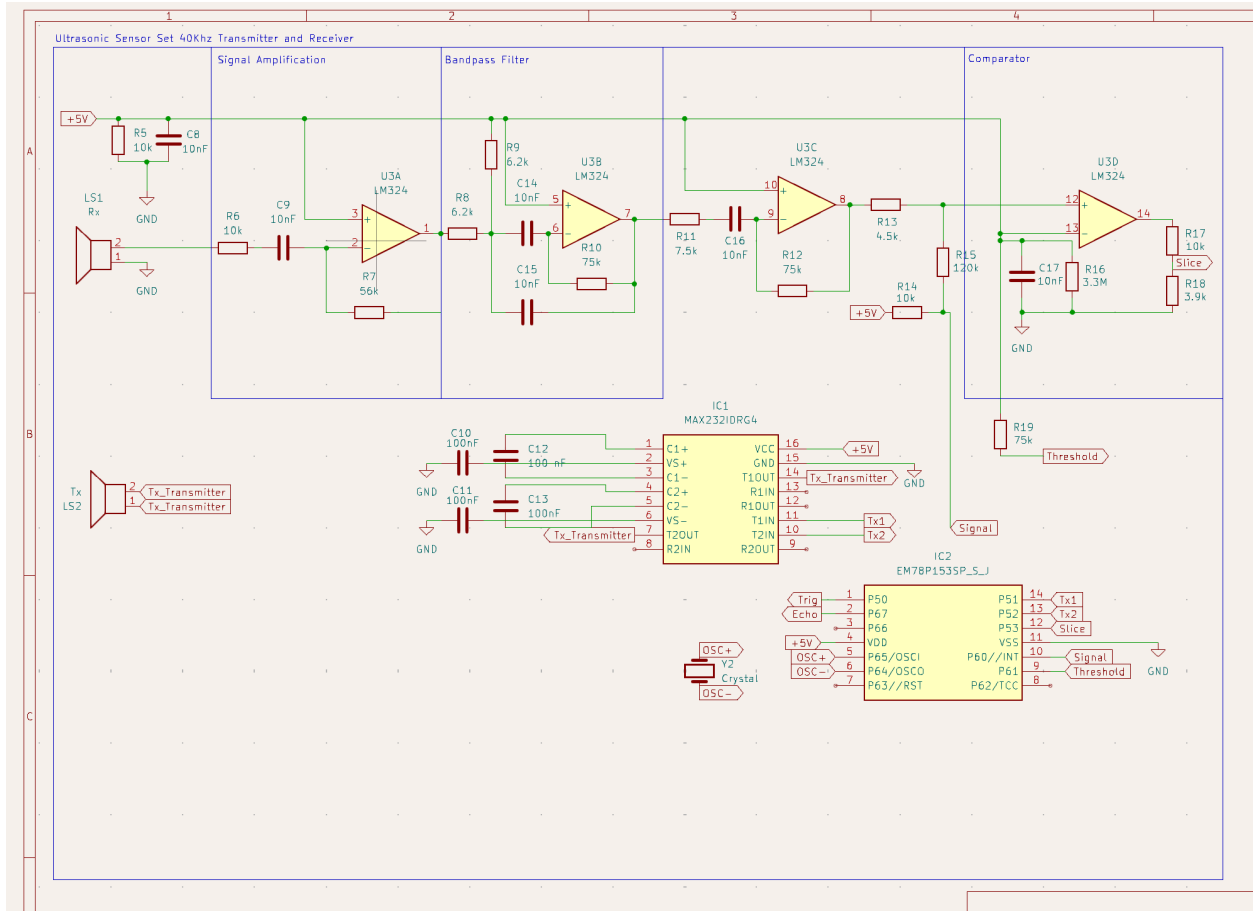 1 2 3 4
Ultrasonic Sensor Set 40Khz Transmitter and Receiver
Signal Amplification
Bandpass Filter
Comparator
A
+5V
R5
10k
C8
10nF
GND
LS1
Rx
2
1
GND
R6
10k
C9
10nF
U3A
LM324
3
2
1
+
-
R7
56k
R8
6.2k
R9
6.2k
C14
10nF
C15
10nF
U3B
LM324
5
6
7
+
-
R10
75k
R11
7.5k
C16
10nF
U3C
LM324
10
9
8
+
-
R12
75k
R13
4.5k
R15
120k
R14
10k
+5V
U3D
LM324
12
13
14
+
-
C17
10nF
R16
3.3M
GND
R17
10k
Slice
R18
3.9k
B
R19
75k
Threshold
Signal
Tx
LS2
2 Tx_Transmitter
1 Tx_Transmitter
C10
100nF
GND
C11
100nF
GND
C12
100 nF
C13
100nF
IC1
MAX232IDRG4
1 C1+ VCC 16 +5V
2 VS+ GND 15 GND
3 C1- T1OUT 14 Tx_Transmitter
4 C2+ R1IN 13
5 C2- R1OUT 12
6 VS- T1IN 11 Tx1
Tx_Transmitter 7 T2OUT T2IN 10 Tx2
8 R2IN R2OUT 9
IC2
EM78P153SP_S_J
Trig 1 P50 P51 14 Tx1
Echo 2 P67 P52 13 Tx2
3 P66 P53 12 Slice
+5V 4 VDD VSS 11 GND
OSC+ 5 P65/OSCI P60//INT 10 Signal
OSC- 6 P64/OSCO P61 9 Threshold
7 P63//RST P62/TCC 8
OSC+
Y2
Crystal
OSC-
C